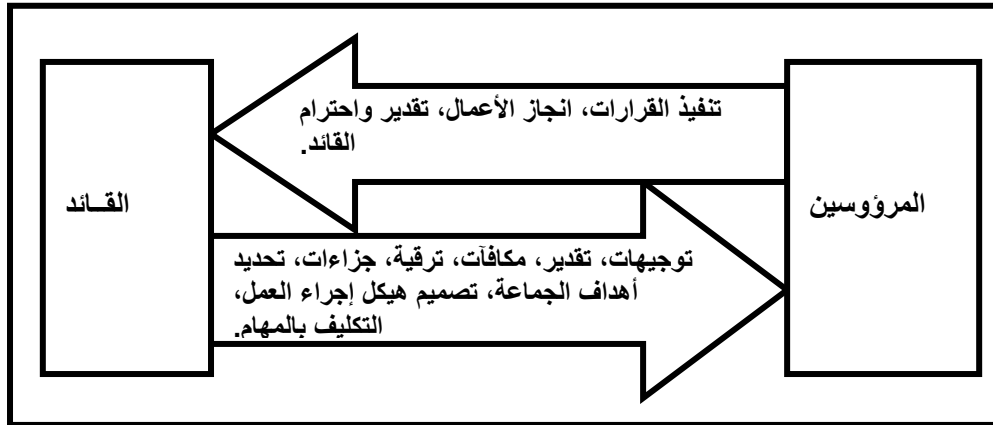 المرؤوسين
تنفيذ القرارات، انجاز الأعمال، تقدير واحترام
القائد.
القــائد
توجيهات، تقدير، مكافآت، ترقية، جزاءات، تحديد
أهداف الجماعة، تصميم هيكل إجراء العمل،
التكليف بالمهام.